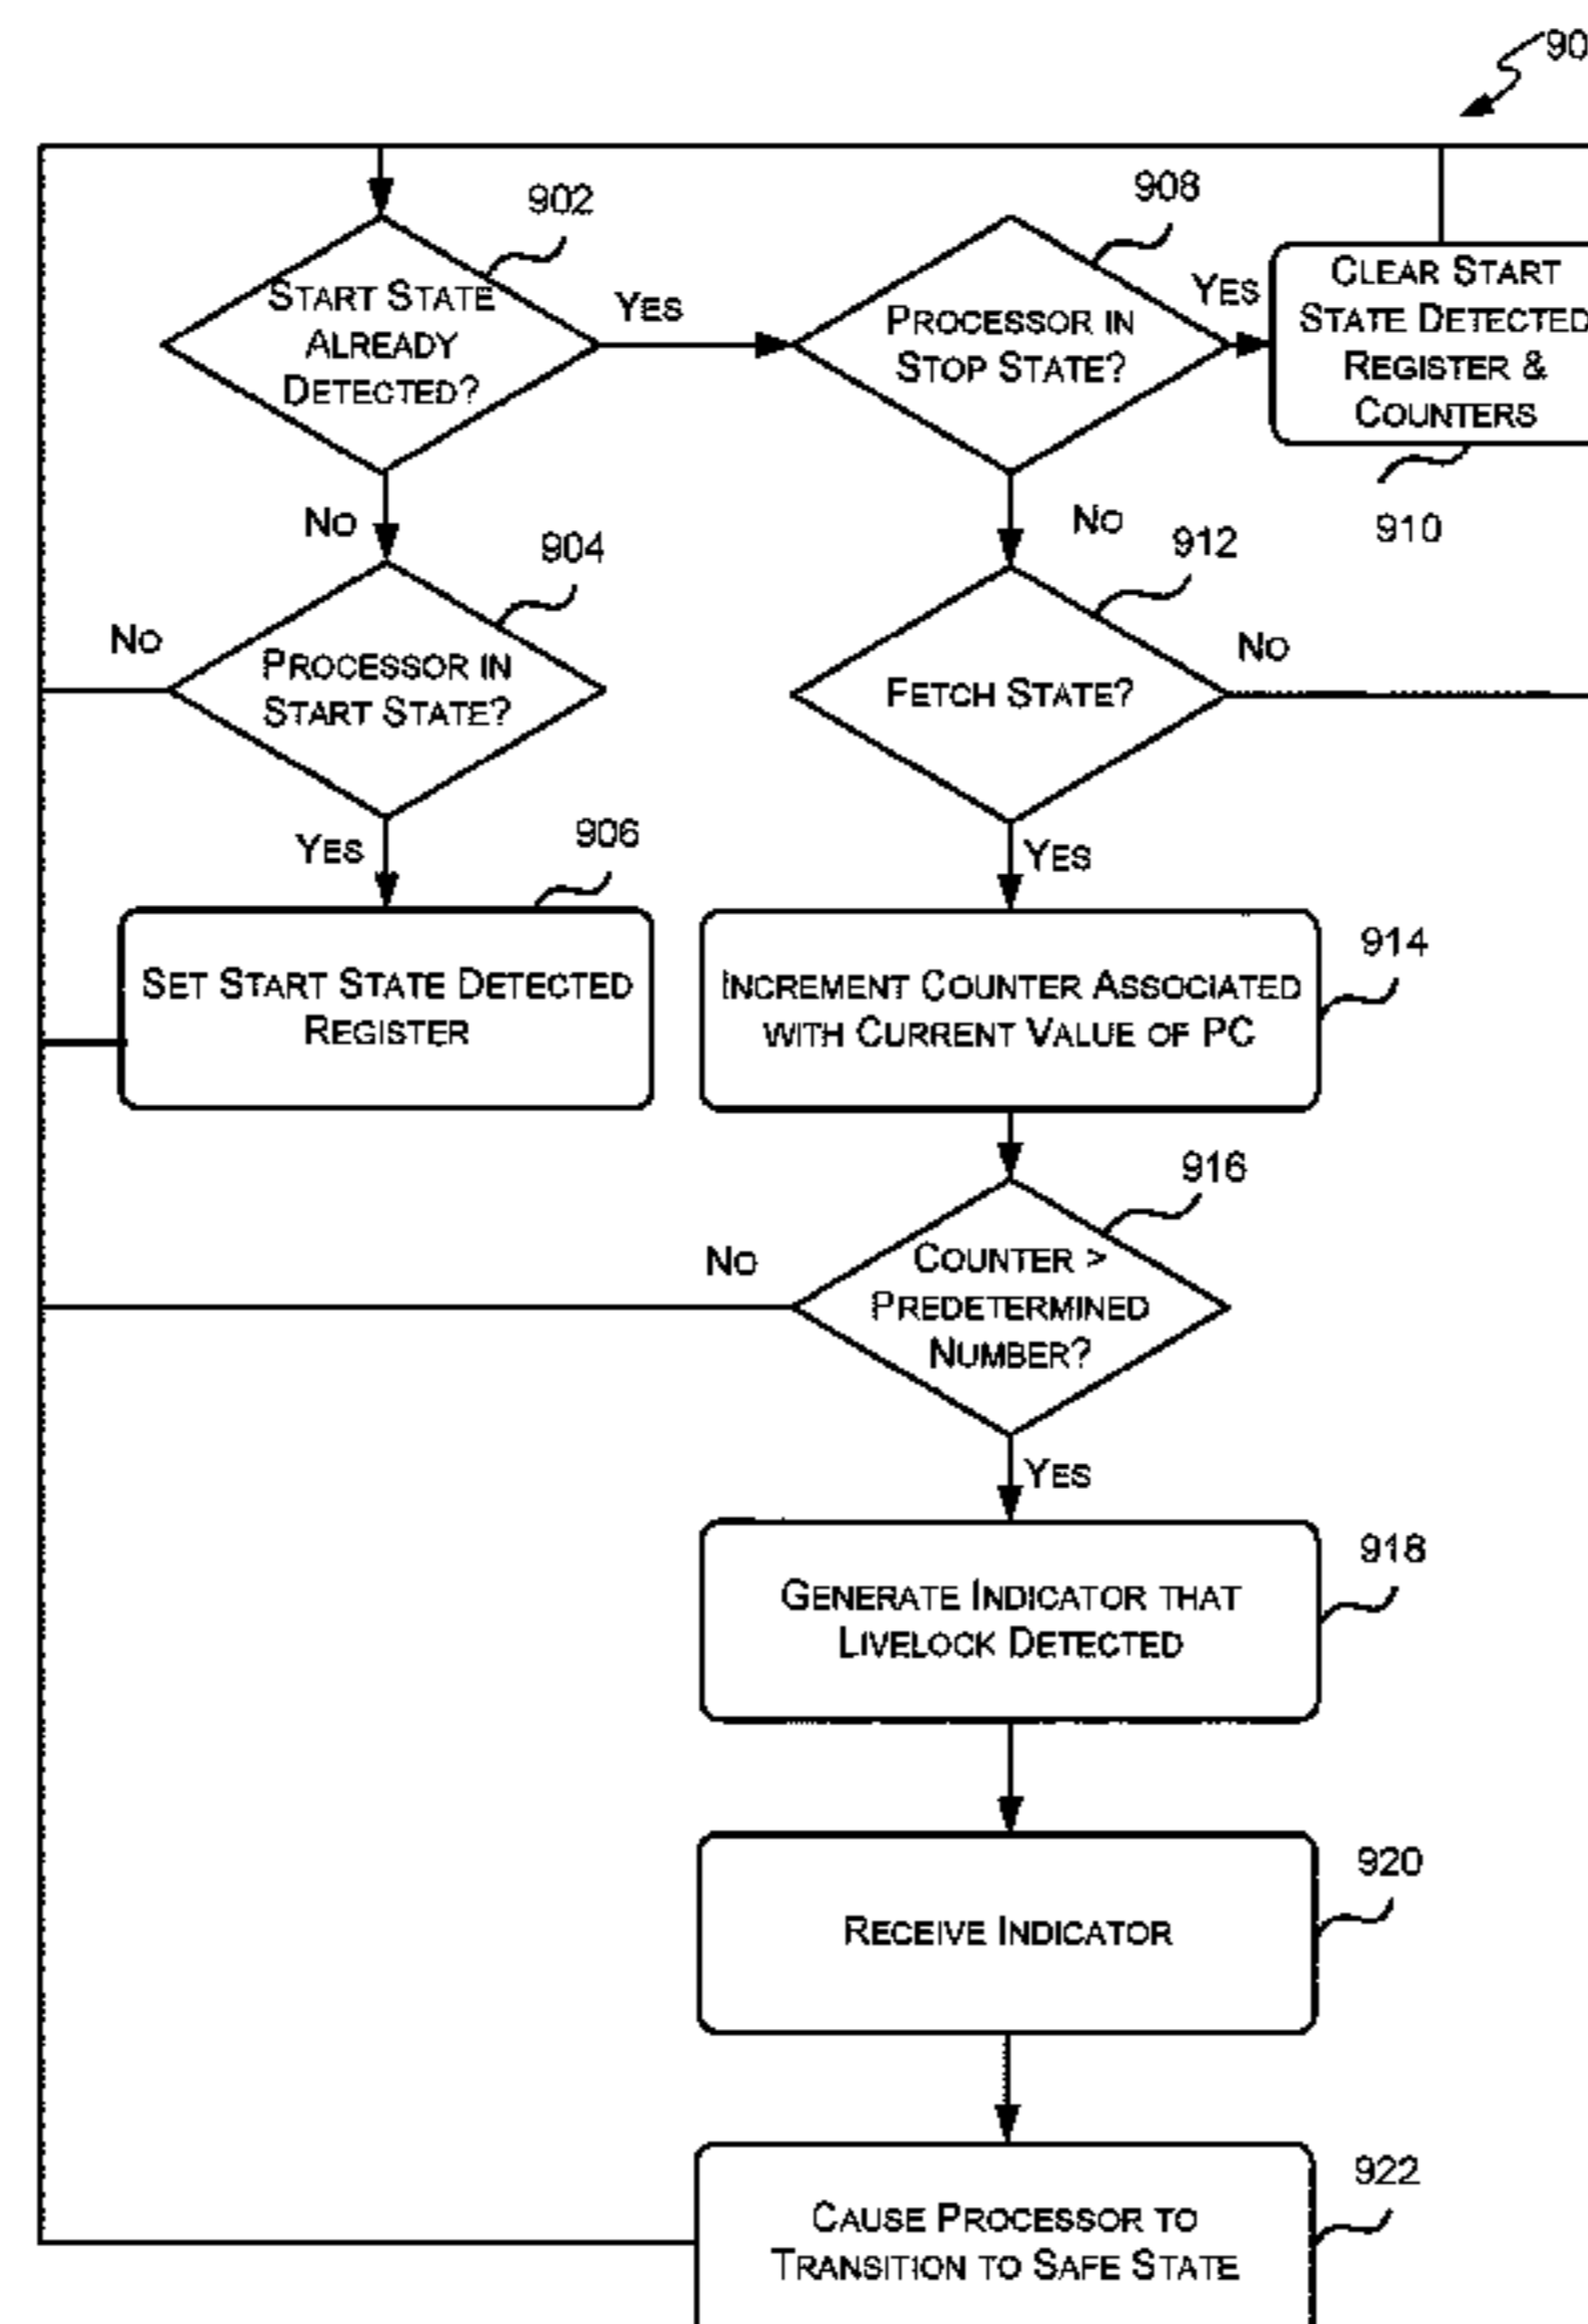 90
902
START STATE
ALREADY
DETECTED?
YES
908
PROCESSOR IN
STOP STATE?
YES
CLEAR START
STATE DETECTED
REGISTER &
COUNTERS
910
NO
904
PROCESSOR IN
START STATE?
NO
NO
912
FETCH STATE?
NO
YES
906
SET START STATE DETECTED
REGISTER
YES
914
INCREMENT COUNTER ASSOCIATED
WITH CURRENT VALUE OF PC
916
COUNTER >
PREDETERMINED
NUMBER?
NO
YES
918
GENERATE INDICATOR THAT
LIVELOCK DETECTED
920
RECEIVE INDICATOR
922
CAUSE PROCESSOR TO
TRANSITION TO SAFE STATE